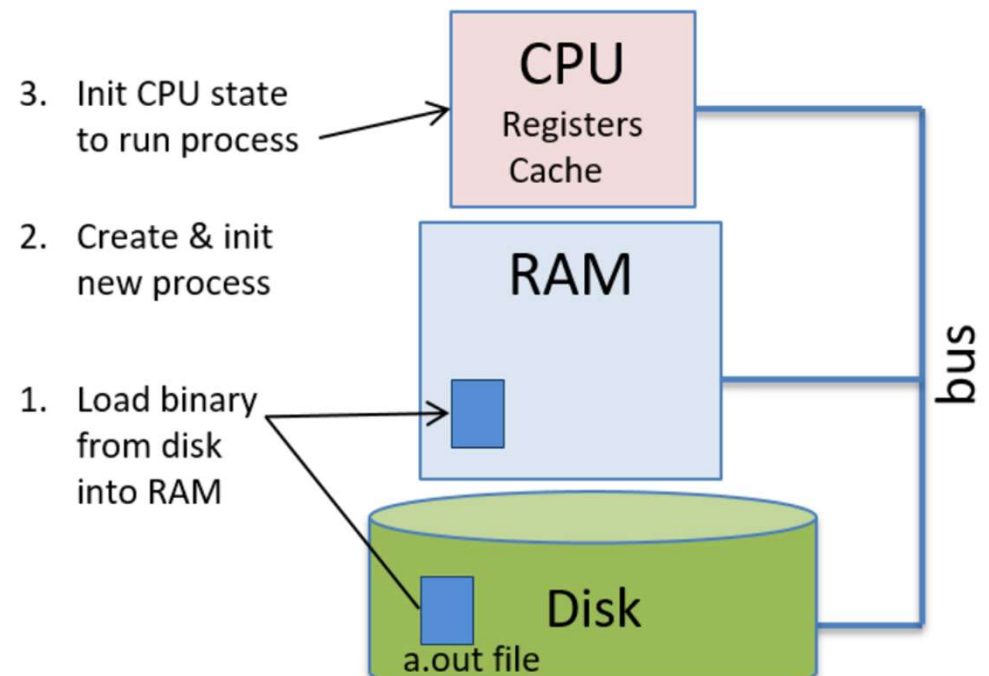 CPU
Registers
Cache
3. Init CPU state
to run process
2. Create & init
new process
RAM
1. Load binary
from disk
into RAM
bus
Disk
a.out file